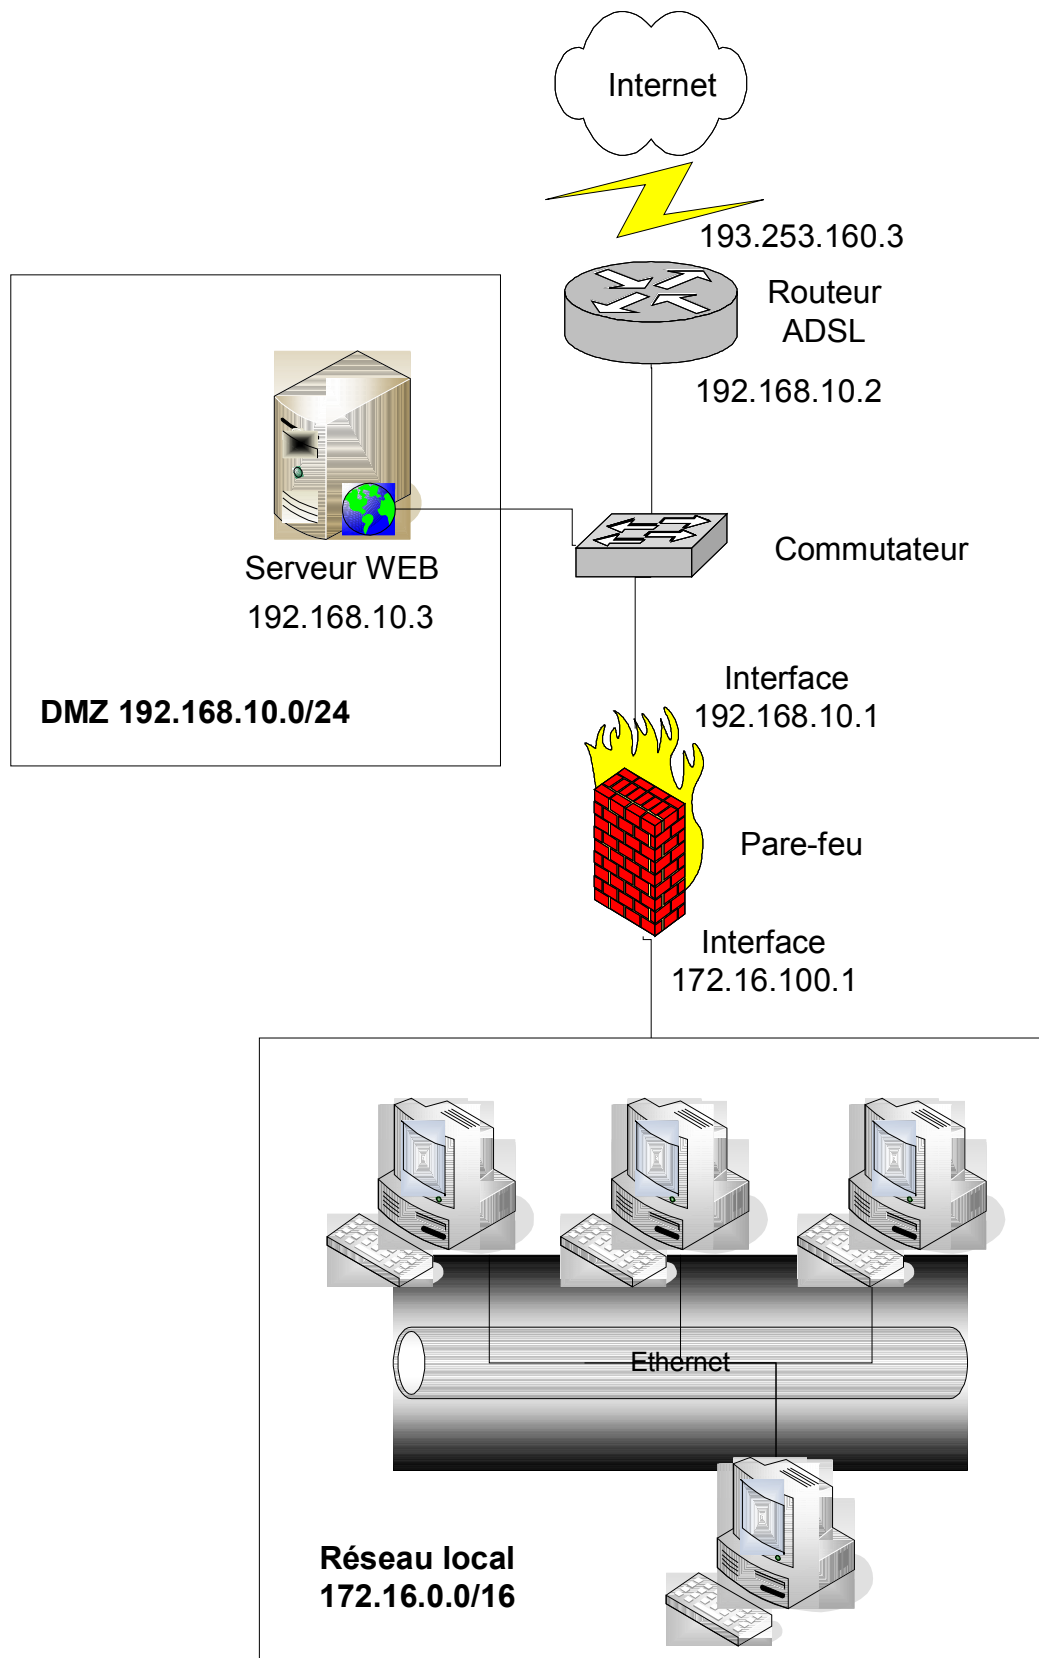 Internet
193.253.160.3
Routeur
ADSL
192.168.10.2
Commutateur
Serveur WEB
192.168.10.3
DMZ 192.168.10.0/24
Interface
192.168.10.1
Pare-feu
Interface
172.16.100.1
Ethernet
Réseau local
172.16.0.0/16